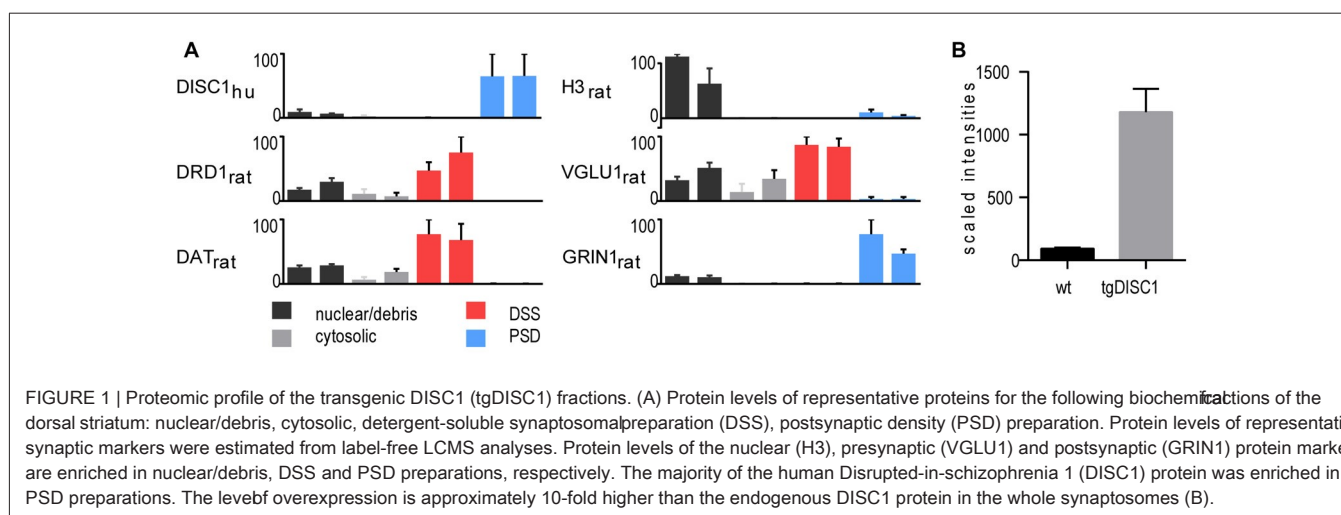 A
B
DISC1hu
100
0
H3rat
100
0
DRD1rat
100
0
VGLU1rat
100
0
DATrat
100
0
GRIN1rat
100
0
nuclear/debris
cytosolic
DSS
PSD
scaled intensities
1500
1000
500
0
wt
tgDISC1
FIGURE 1 | Proteomic profile of the transgenic DISC1 (tgDISC1) fractions. (A) Protein levels of representative proteins for the following biochemical fractions of the
dorsal striatum: nuclear/debris, cytosolic, detergent-soluble synaptosomal preparation (DSS), postsynaptic density (PSD) preparation. Protein levels of representati
synaptic markers were estimated from label-free LCMS analyses. Protein levels of the nuclear (H3), presynaptic (VGLU1) and postsynaptic (GRIN1) protein marke
are enriched in nuclear/debris, DSS and PSD preparations, respectively. The majority of the human Disrupted-in-schizophrenia 1 (DISC1) protein was enriched in
PSD preparations. The level of overexpression is approximately 10-fold higher than the endogenous DISC1 protein in the whole synaptosomes (B).